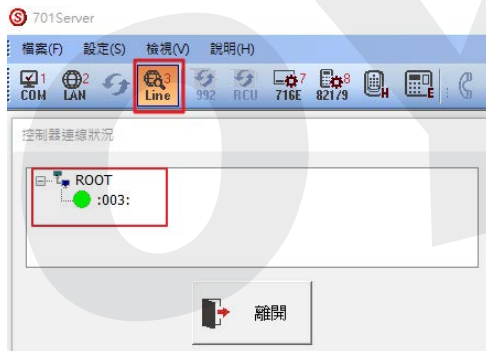 701Server
檔案(F) 設定(S) 檢視(V) 說明(H)
1 2 3 7 8
COM LAN Line 992 RCU 716E 821/9 H E
控制器連線狀況
ROOT
:003:
離開